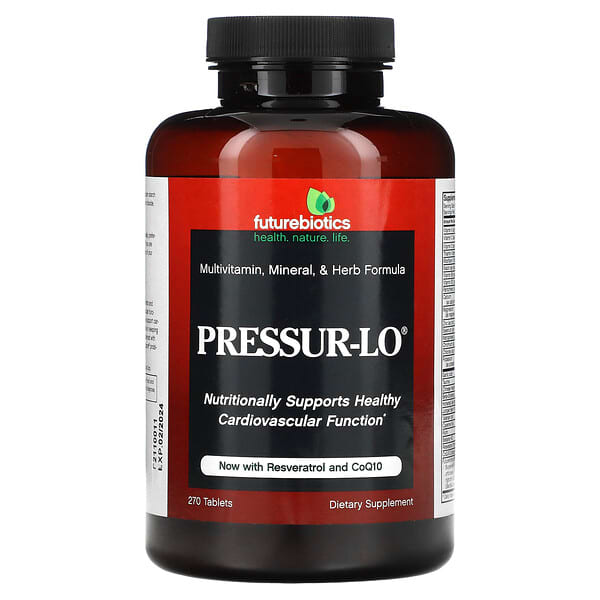 futurebiotics
health. nature. life.
Multivitamin, Mineral, & Herb Formula
PRESSUR-LO®
Nutritionally Supports Healthy
Cardiovascular Function*
Now with Resveratrol and CoQ10
270 Tablets
Dietary Supplement
F2110011
EXP.02/2024